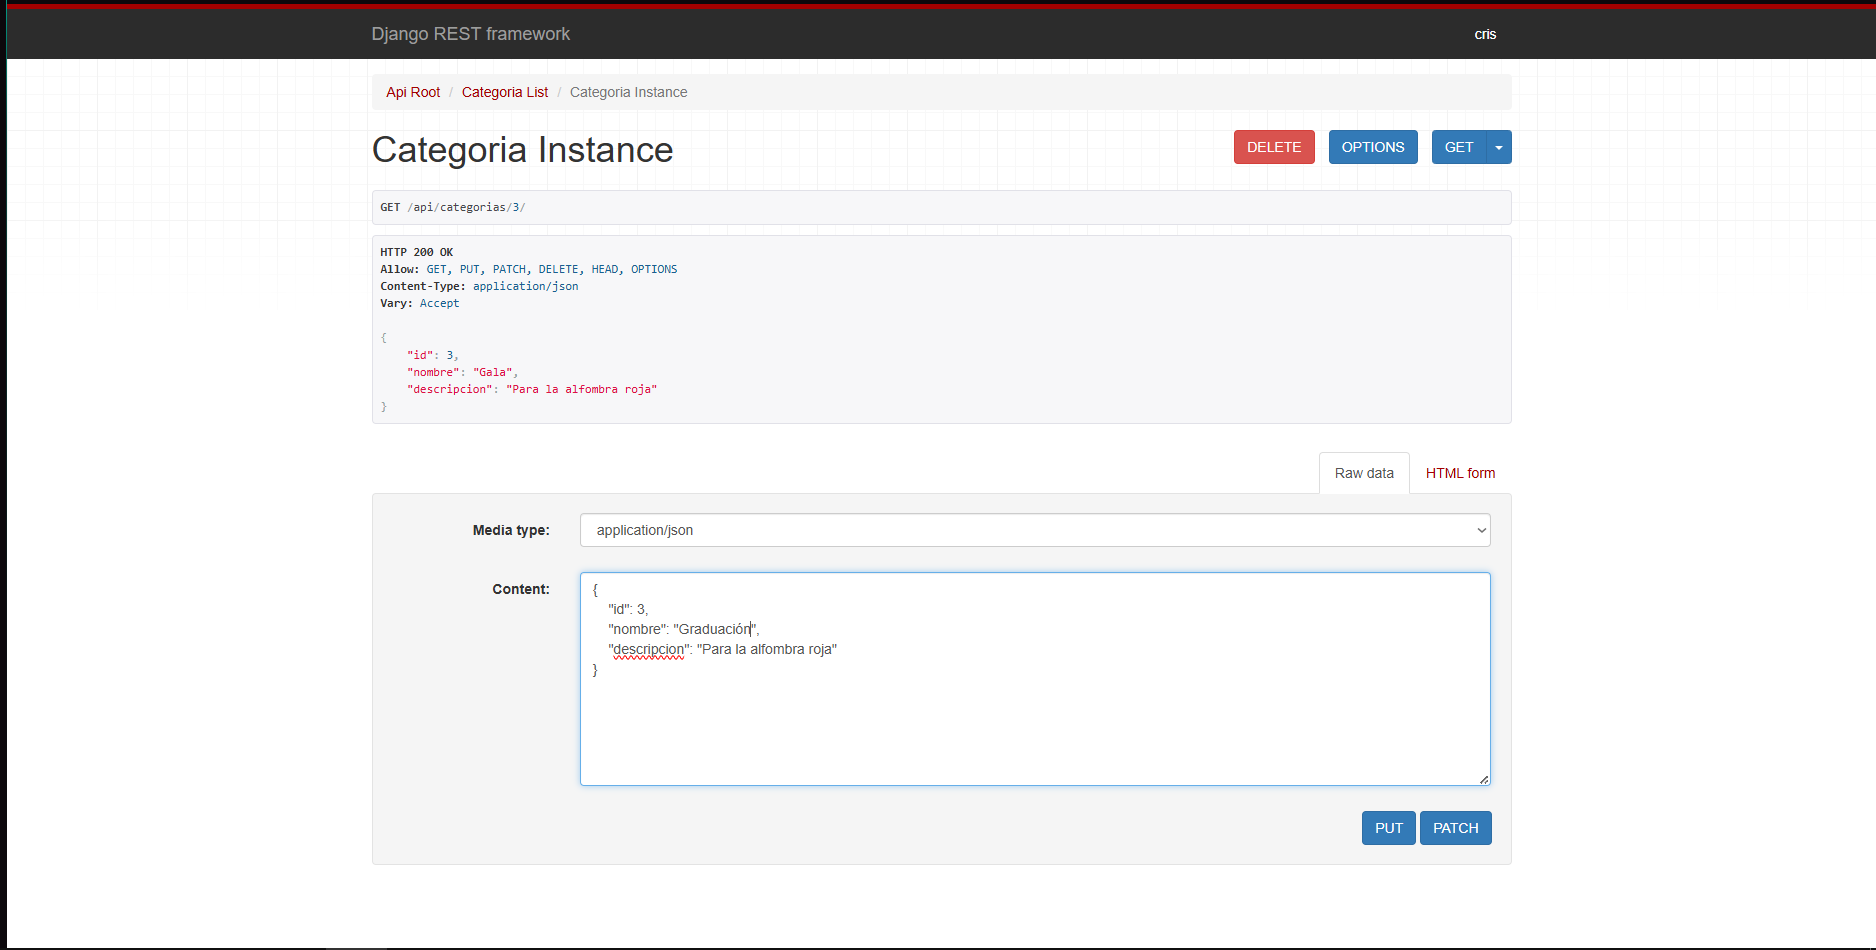 Django REST framework
cris
Api Root / Categoria List / Categoria Instance
Categoria Instance
DELETE
OPTIONS
GET
GET /api/categorias/3/
HTTP 200 OK
Allow: GET, PUT, PATCH, DELETE, HEAD, OPTIONS
Content-Type: application/json
Vary: Accept
{
    "id": 3,
    "nombre": "Gala",
    "descripcion": "Para la alfombra roja"
}
Raw data
HTML form
Media type:
application/json
Content:
{
    "id": 3,
    "nombre": "Graduación",
    "descripcion": "Para la alfombra roja"
}
PUT
PATCH